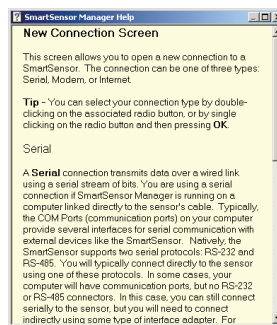 SmartSensor Manager Help
New Connection Screen
This screen allows you to open a new connection to a
SmartSensor. The connection can be one of three types:
Serial, Modem, or Internet.
Tip - You can select your connection type by double-
clicking on the associated radio button, or by single
clicking on the radio button and then pressing OK.
Serial
A Serial connection transmits data over a wired link
using a serial stream of bits. You are using a serial
connection if SmartSensor Manager is running on a
computer linked directly to the sensor's cable. Typically,
the COM Ports (communication ports) on your computer
provide several interfaces for serial communication with
external devices like the SmartSensor. Natively, the
SmartSensor supports two serial protocols: RS-232 and
RS-485. You will typically connect directly to the sensor
using one of these protocols. In some cases, your
computer will have communication ports, but no RS-232
or RS-485 connectors. In this case, you can still connect
serially to the sensor, but you will need to connect
indirectly using some type of interface adapter. For